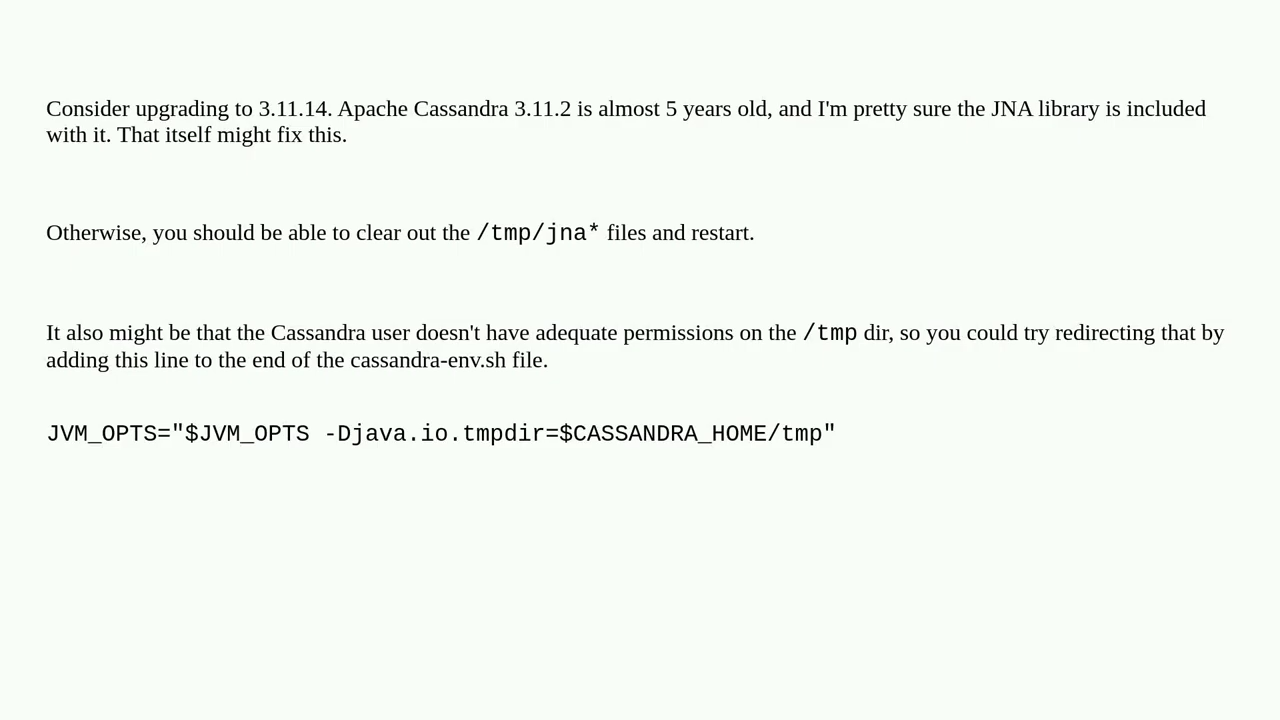 Consider upgrading to 3.11.14. Apache Cassandra 3.11.2 is almost 5 years old, and I'm pretty sure the JNA library is included
with it. That itself might fix this.
Otherwise, you should be able to clear out the /tmp/jna* files and restart.
It also might be that the Cassandra user doesn't have adequate permissions on the /tmp dir, so you could try redirecting that by
adding this line to the end of the cassandra-env.sh file.
JVM_OPTS="$JVM_OPTS -Djava.io.tmpdir=$CASSANDRA_HOME/tmp"